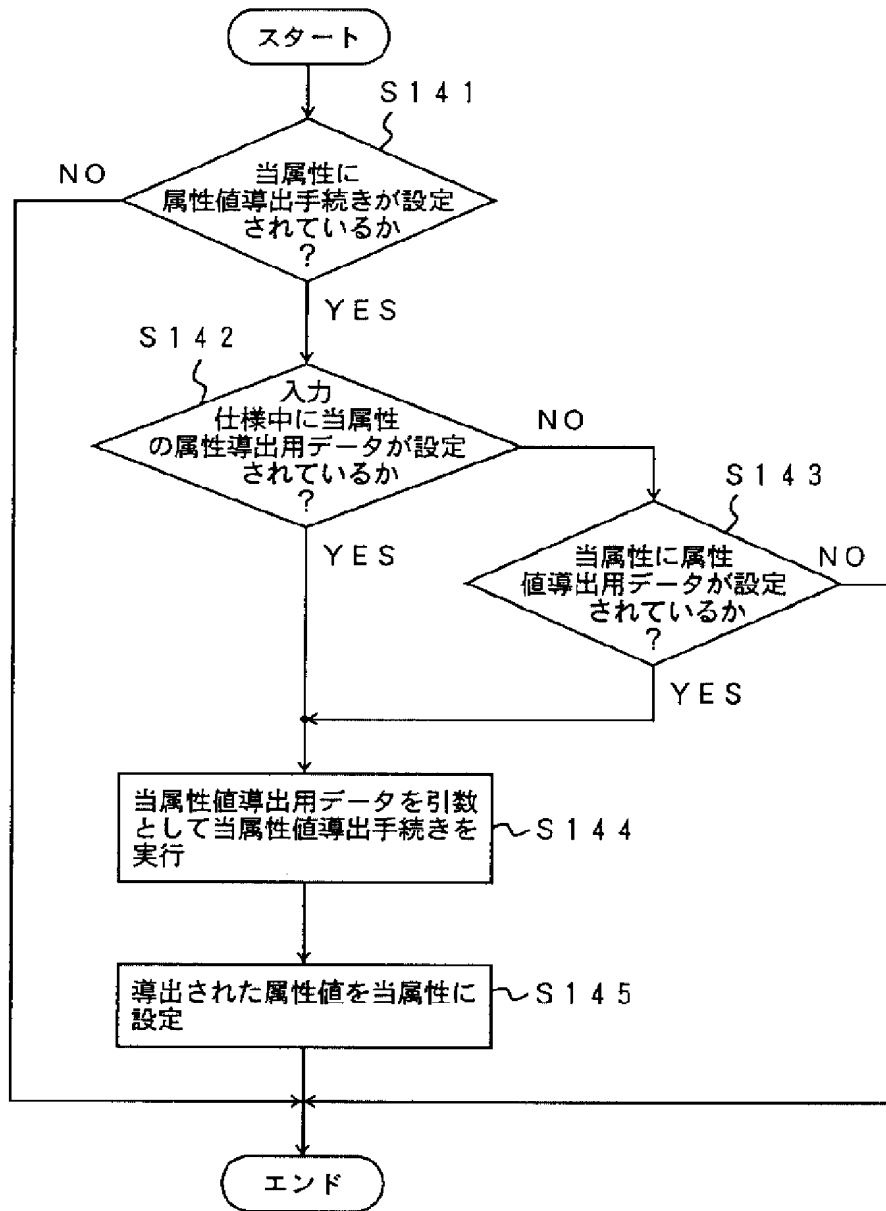 スタート
S141
NO
当属性に
属性値導出手続きが設定
されているか
?
YES
S142
入力
仕様中に当属性
の属性導出用データが設定
されているか
?
NO
YES
S143
当属性に属性
値導出用データが設定
されているか
?
NO
YES
当属性値導出用データを引数
として当属性値導出手続きを
実行
S144
導出された属性値を当属性に
設定
S145
エンド